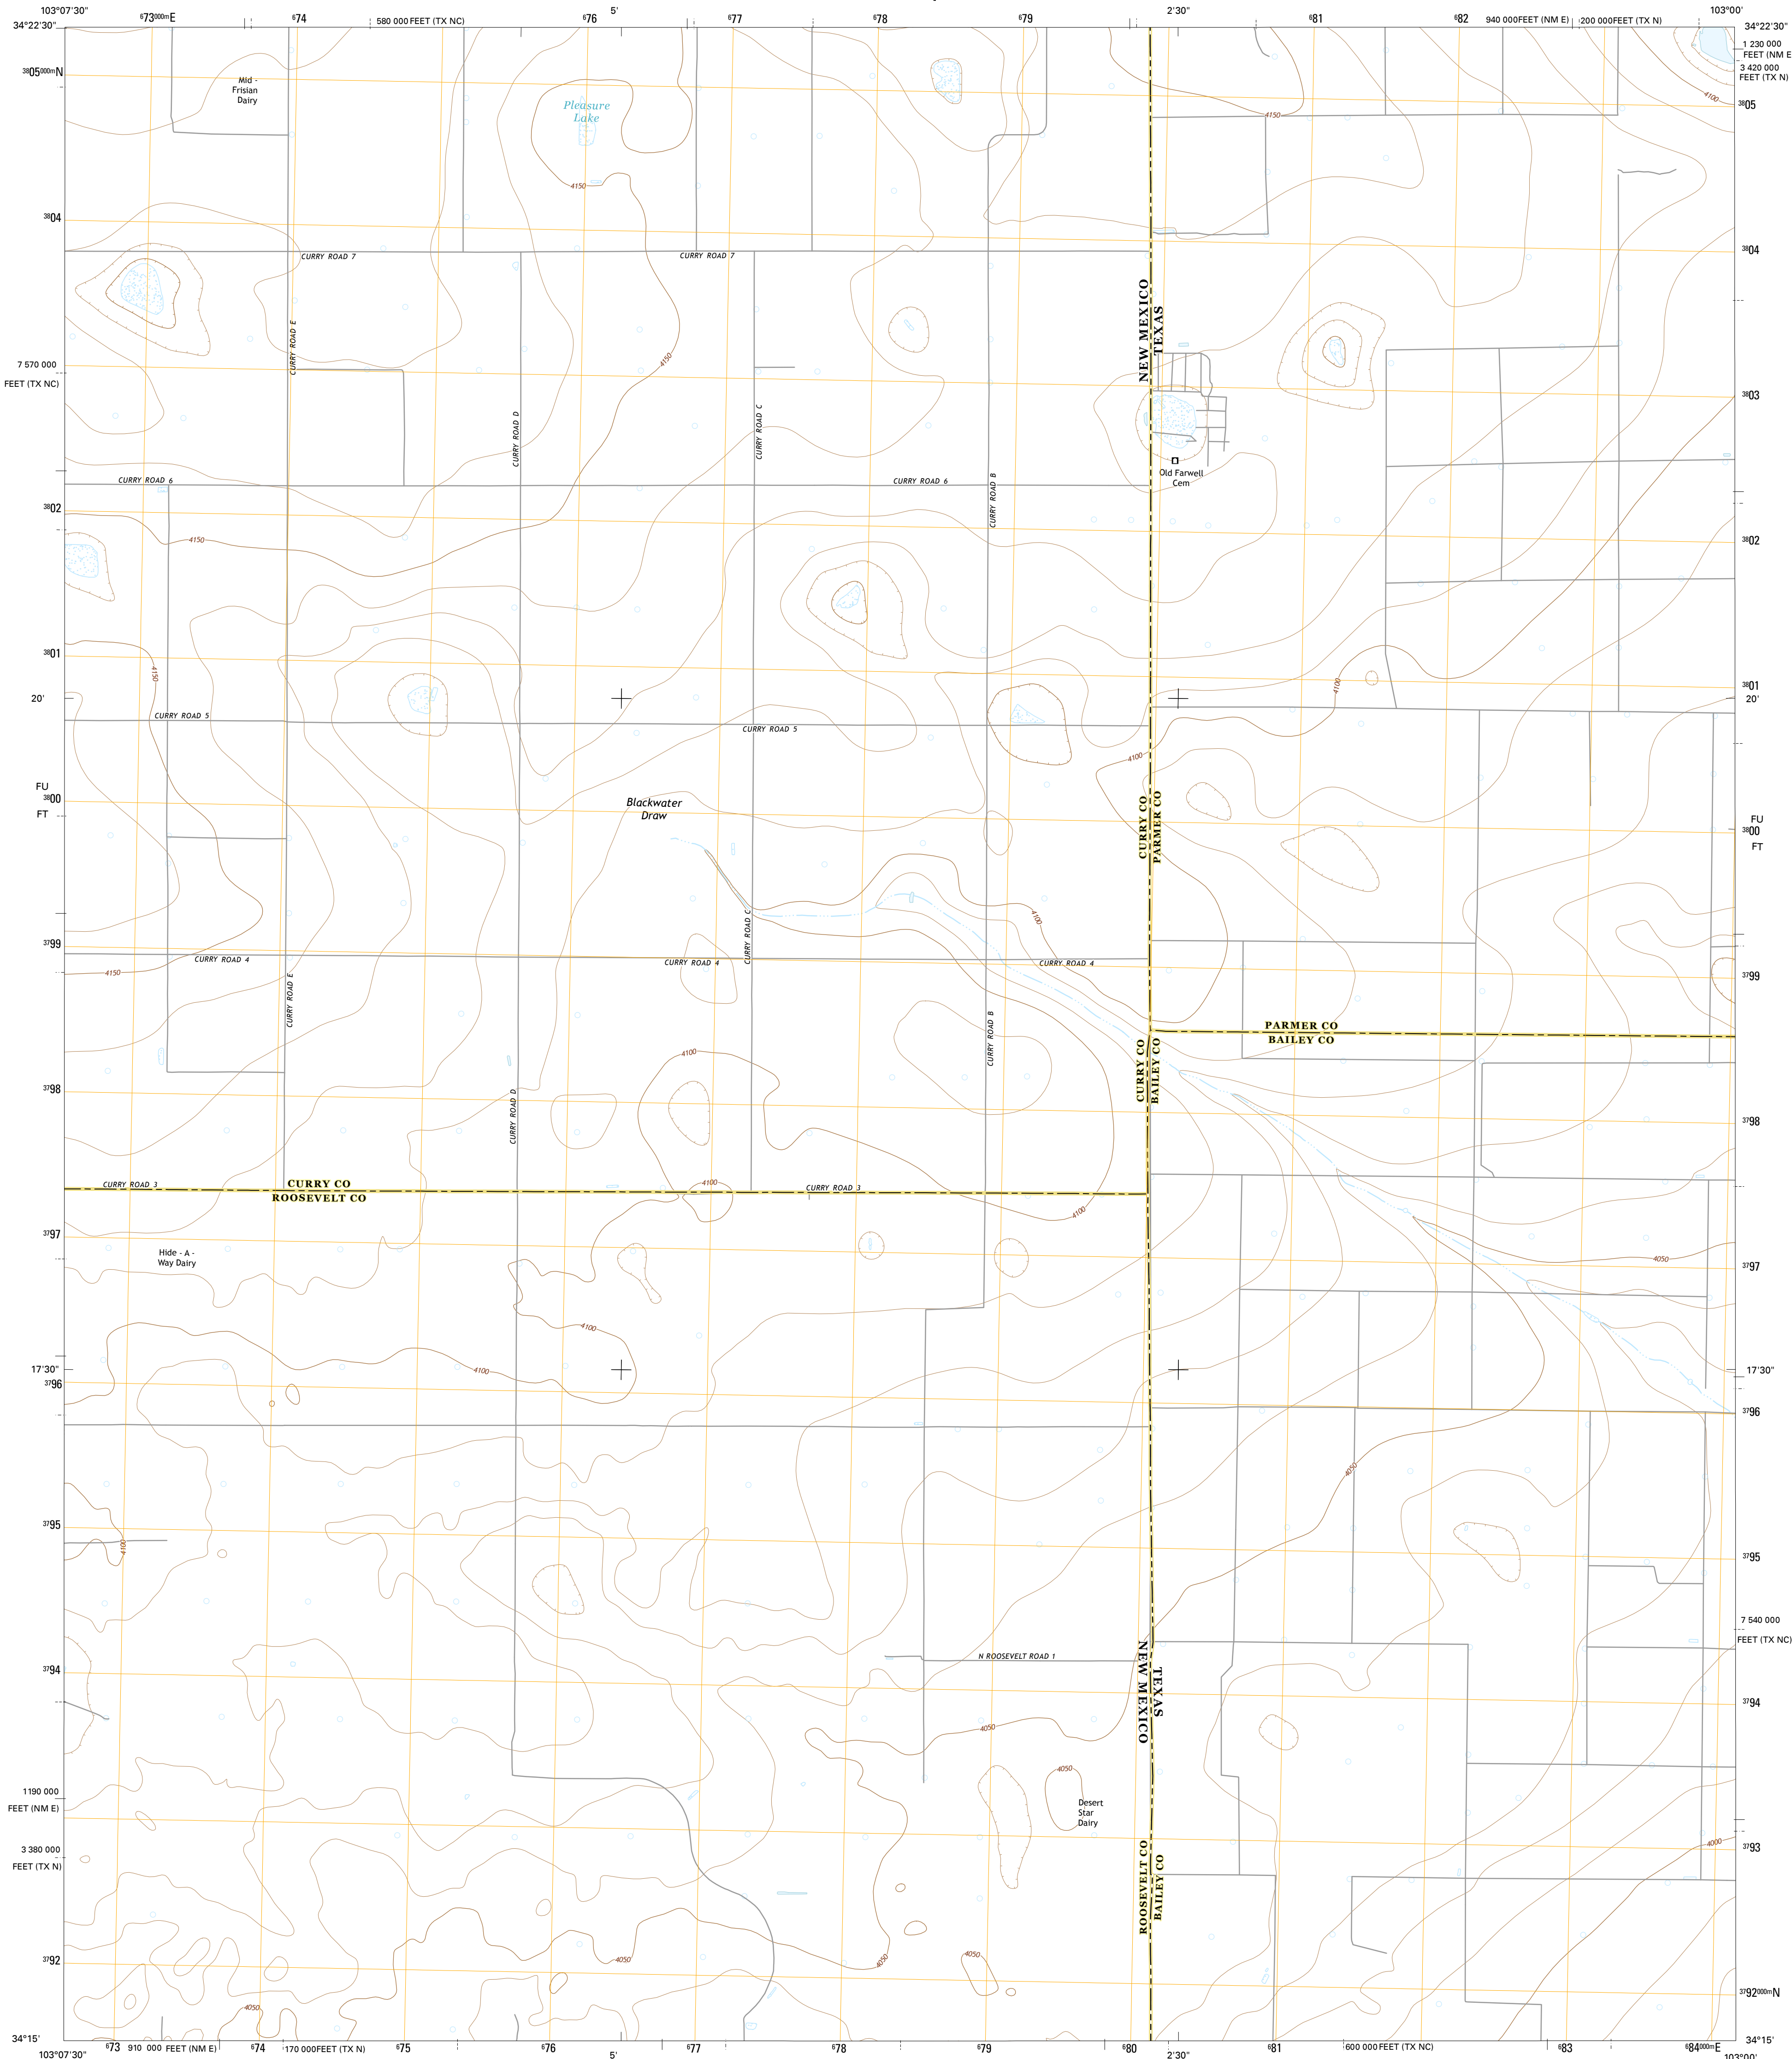 103°07'30"
⁶73⁰⁰⁰ᵐE
⁶74
580 000 FEET (TX NC)
⁶76
5'
⁶77
⁶78
⁶79
2'30"
⁶81
⁶82
940 000 FEET (NM E)
200 000 FEET (TX N)
103°00'
34°22'30"
34°22'30"
1 230 000
FEET (NM E
3 420 000
FEET (TX N)
³⁸05⁰⁰⁰ᵐN
Mid -
Frisian
Dairy
Pleasure
Lake
4150
4150
4100
³⁸05
³⁸04
³⁸04
CURRY ROAD 7
CURRY ROAD 7
NEW MEXICO
TEXAS
CURRY ROAD E
4150
7 570 000
FEET (TX NC)
³⁸03
CURRY ROAD D
CURRY ROAD C
CURRY ROAD B
Old Farwell
Cem
CURRY ROAD 6
CURRY ROAD 6
³⁸02
³⁸02
4150
³⁸01
4150
4100
³⁸01
20'
20'
CURRY ROAD 5
CURRY ROAD 5
4100
FU
FT
³⁸00
Blackwater
Draw
CURRY CO
PARMER CO
FU
³⁸00
FT
4100
CURRY ROAD C
³⁷99
CURRY ROAD 4
CURRY ROAD 4
CURRY ROAD 4
4150
³⁷99
CURRY ROAD E
CURRY ROAD B
PARMER CO
BAILEY CO
4100
CURRY CO
BAILEY CO
³⁷98
CURRY ROAD D
³⁷98
CURRY ROAD 3
CURRY CO
ROOSEVELT CO
4100
CURRY ROAD 3
4100
³⁷97
Hide - A -
Way Dairy
4050
³⁷97
4100
17'30"
4100
17'30"
³⁷96
³⁷96
4050
³⁷95
4100
³⁷95
7 540 000
FEET (TX NC)
N ROOSEVELT ROAD 1
³⁷94
NEW MEXICO
TEXAS
³⁷94
4050
4050
1190 000
FEET (NM E)
Desert
Star
Dairy
3 380 000
FEET (TX N)
ROOSEVELT CO
BAILEY CO
4000
³⁷93
³⁷92
4050
4050
4050
4050
³⁷92⁰⁰⁰ᵐN
34°15'
34°15'
103°07'30"
⁶73
910 000 FEET (NM E)
⁶74
170 000 FEET (TX N)
⁶75
⁶76
5'
⁶77
⁶78
⁶79
⁶80
2'30"
⁶81
600 000 FEET (TX NC)
⁶83
⁶84⁰⁰⁰ᵐE
103°00'